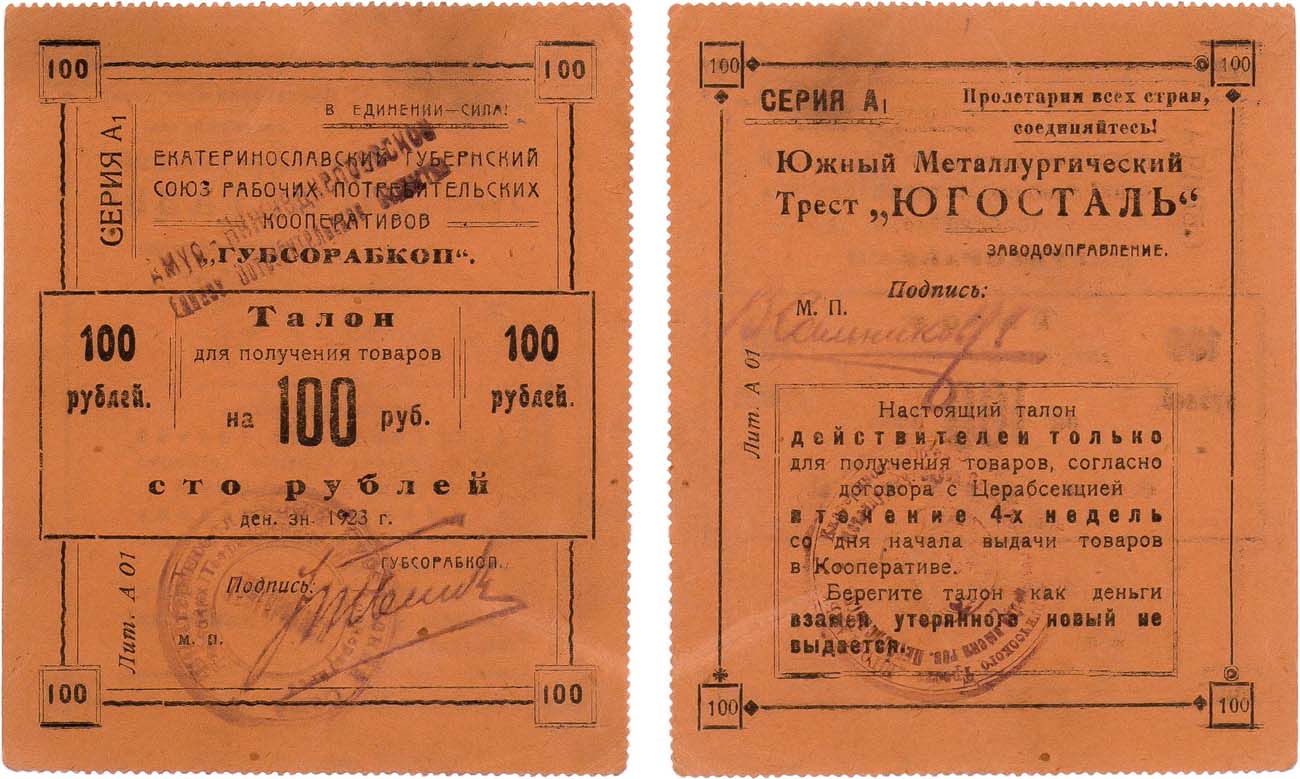 100
100
В ЕДИНЕНИИ—СИЛА!
СЕРИЯ А1
ЕКАТЕРИНОСЛАВСКИЙ ГУБЕРНСКИЙ
СОЮЗ РАБОЧИХ ПОТРЕБИТЕЛЬСКИХ
КООПЕРАТИВОВ
„ГУБСОРАБКОП“.
100
рублей.
Талон
для получения товаров
на 100 руб.
100
рублей.
сто рублей
ден. зн. 1923 г.
ГУБСОРАБКОП.
Подпись:
М. П.
Лит. А 01
100
100
100
100
СЕРИЯ А1
Пролетарии всех стран,
соединяйтесь!
Южный Металлургический
Трест „ЮГОСТАЛЬ“
ЗАВОДОУПРАВЛЕНИЕ.
Подпись:
М. П.
Лит. А 01
Настоящий талон
действителен только
для получения товаров, согласно
договора с Церабсекцией
в течение 4-х недель
со дня начала выдачи товаров
в Кооперативе.
Берегите талон как деньги
взамен утерянного новый не
выдается.
100
100